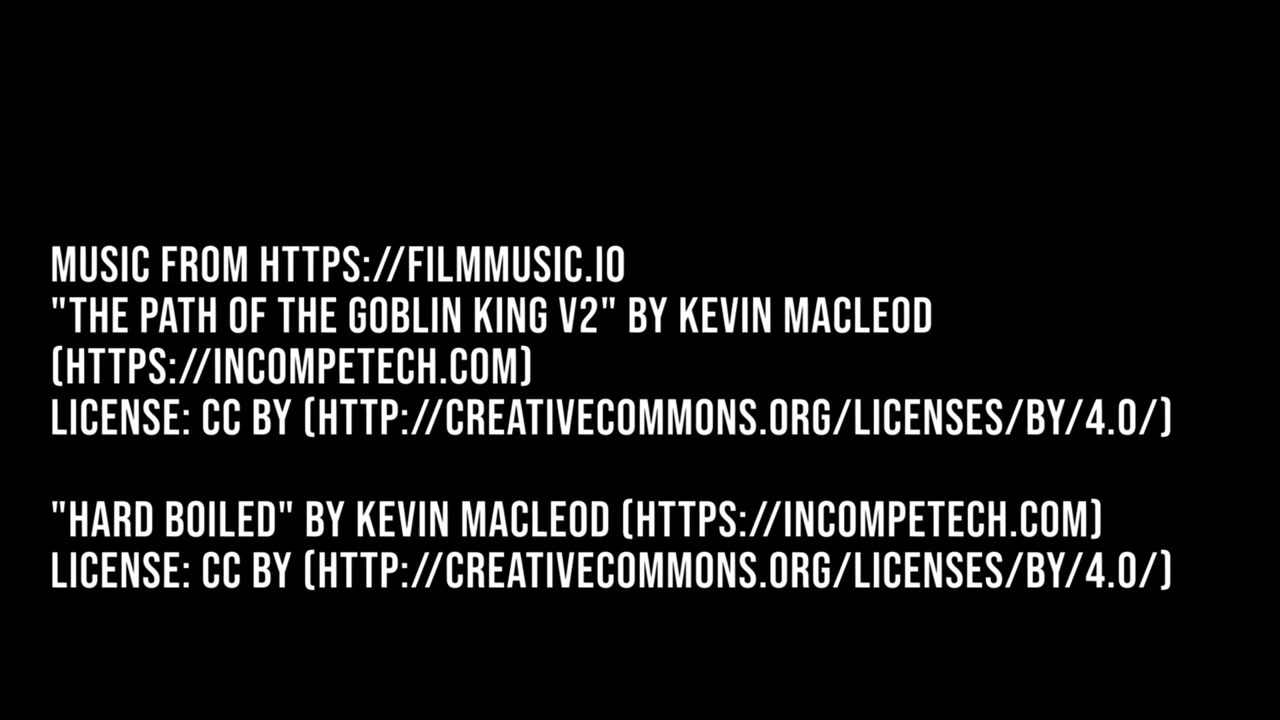 MUSIC FROM HTTPS://FILMMUSIC.IO
"THE PATH OF THE GOBLIN KING V2" BY KEVIN MACLEOD
(HTTPS://INCOMPETECH.COM)
LICENSE: CC BY (HTTP://CREATIVECOMMONS.ORG/LICENSES/BY/4.0/)
"HARD BOILED" BY KEVIN MACLEOD (HTTPS://INCOMPETECH.COM)
LICENSE: CC BY (HTTP://CREATIVECOMMONS.ORG/LICENSES/BY/4.0/)